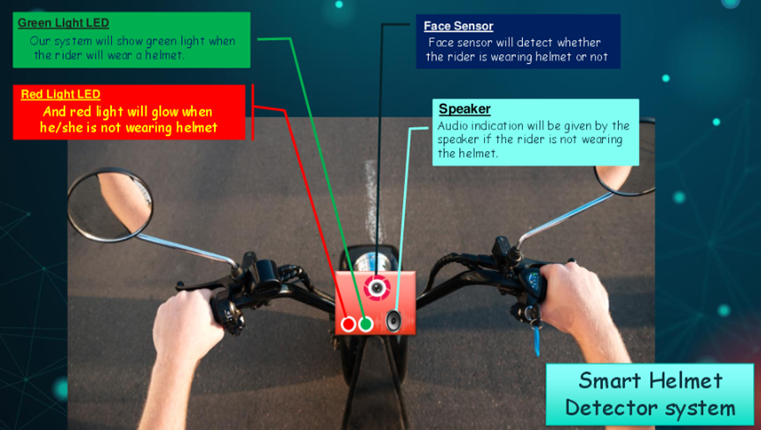 Green Light LED
Our system will show green light when
the rider will wear a helmet.
Red Light LED
And red light will glow when
he/she is not wearing helmet
Face Sensor
Face sensor will detect whether
the rider is wearing helmet or not
Speaker
Audio indication will be given by the
speaker if the rider is not wearing
the helmet.
Smart Helmet
Detector system